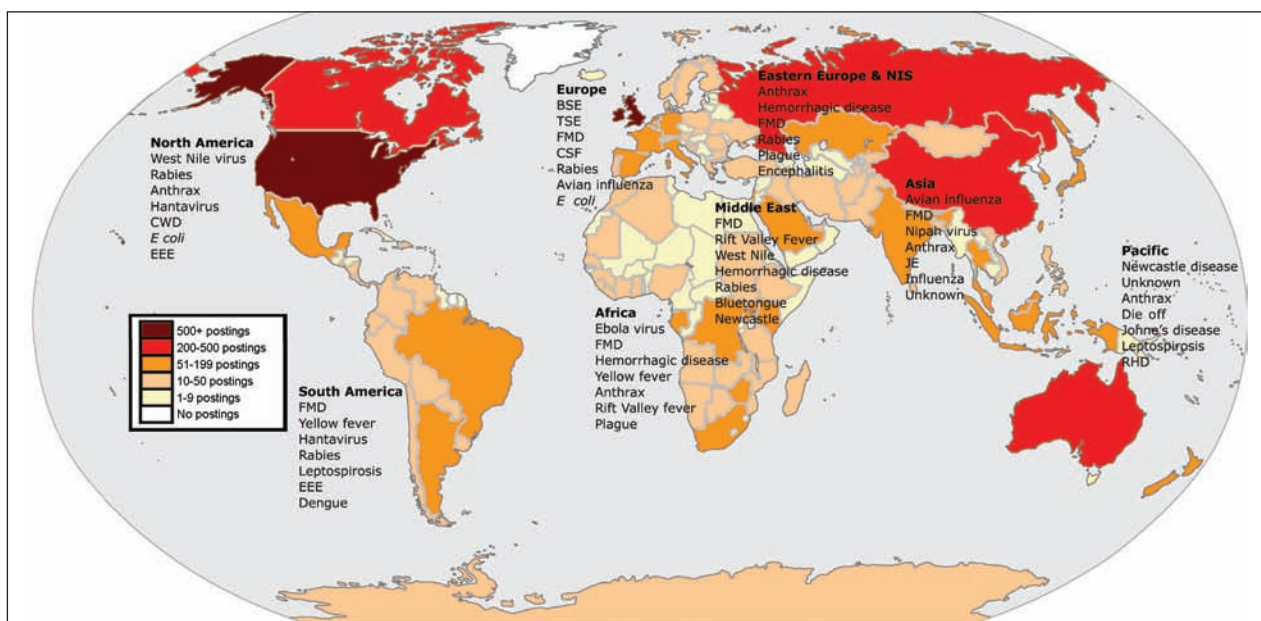 North America
West Nile virus
Rabies
Anthrax
Hantavirus
CWD
E coli
EEE
Europe
BSE
TSE
FMD
CSF
Rabies
Avian influenza
E coli
Eastern Europe & NIS
Anthrax
Hemorrhagic disease
FMD
Rabies
Plague
Encephalitis
Middle East
FMD
Rift Valley Fever
West Nile
Hemorrhagic disease
Rabies
Bluetongue
Newcastle
Asia
Avian influenza
FMD
Nipah virus
Anthrax
JE
Influenza
Unknown
Pacific
Newcastle disease
Unknown
Anthrax
Die off
Johne's disease
Leptospirosis
RHD
Africa
Ebola virus
FMD
Hemorrhagic disease
Yellow fever
Anthrax
Rift Valley fever
Plague
500+ postings
200-500 postings
51-199 postings
10-50 postings
1-9 postings
No postings
South America
FMD
Yellow fever
Hantavirus
Rabies
Leptospirosis
EEE
Dengue